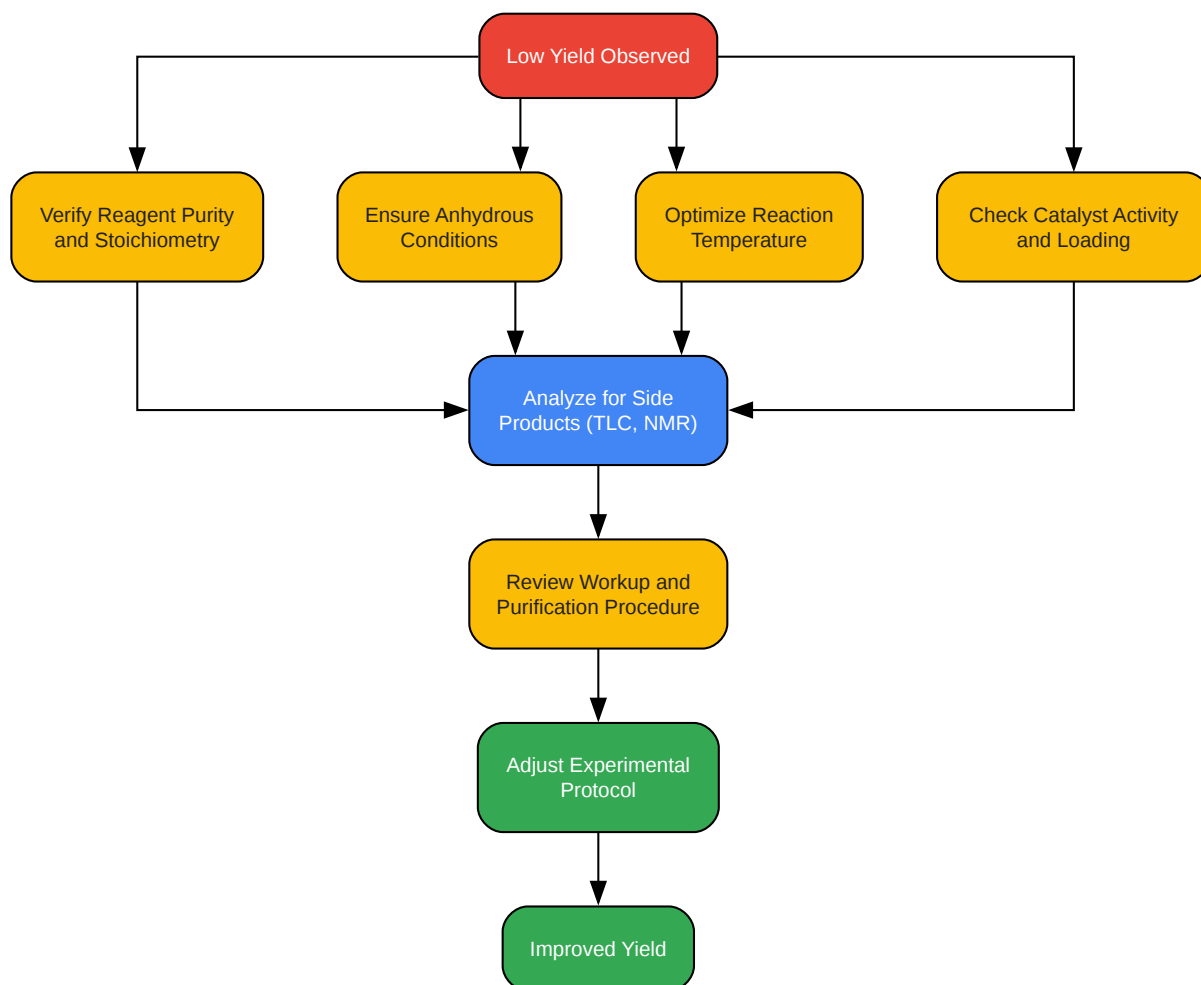 Low Yield Observed
Verify Reagent Purity
and Stoichiometry
Ensure Anhydrous
Conditions
Optimize Reaction
Temperature
Check Catalyst Activity
and Loading
Analyze for Side
Products (TLC, NMR)
Review Workup and
Purification Procedure
Adjust Experimental
Protocol
Improved Yield